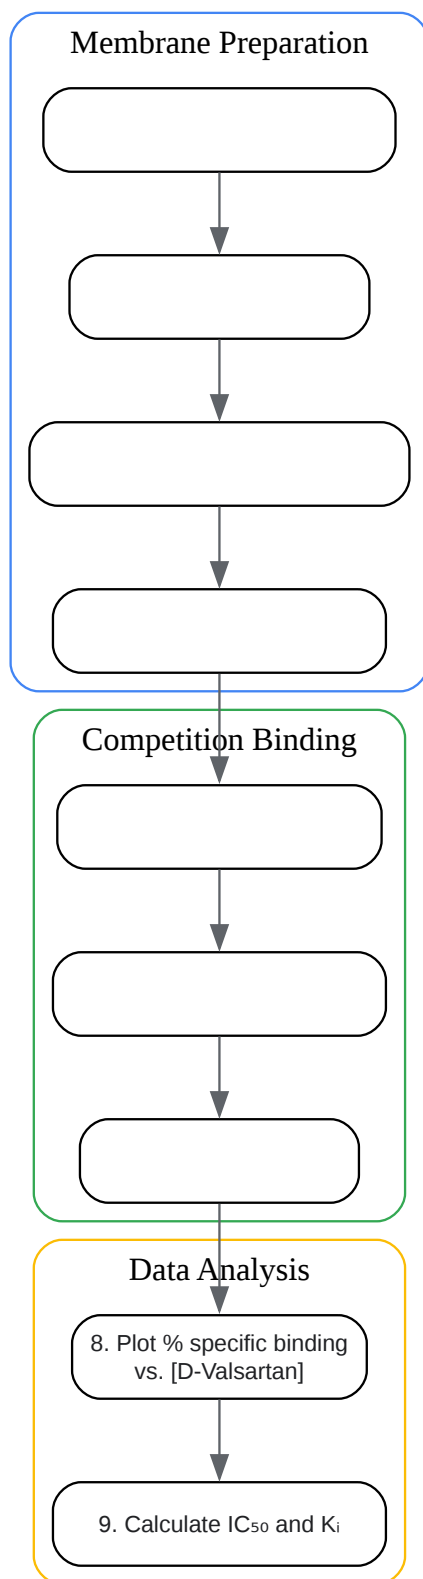 Membrane Preparation
Competition Binding
Data Analysis
8. Plot % specific binding
vs. [D-Valsartan]
9. Calculate IC₅₀ and Kᵢ